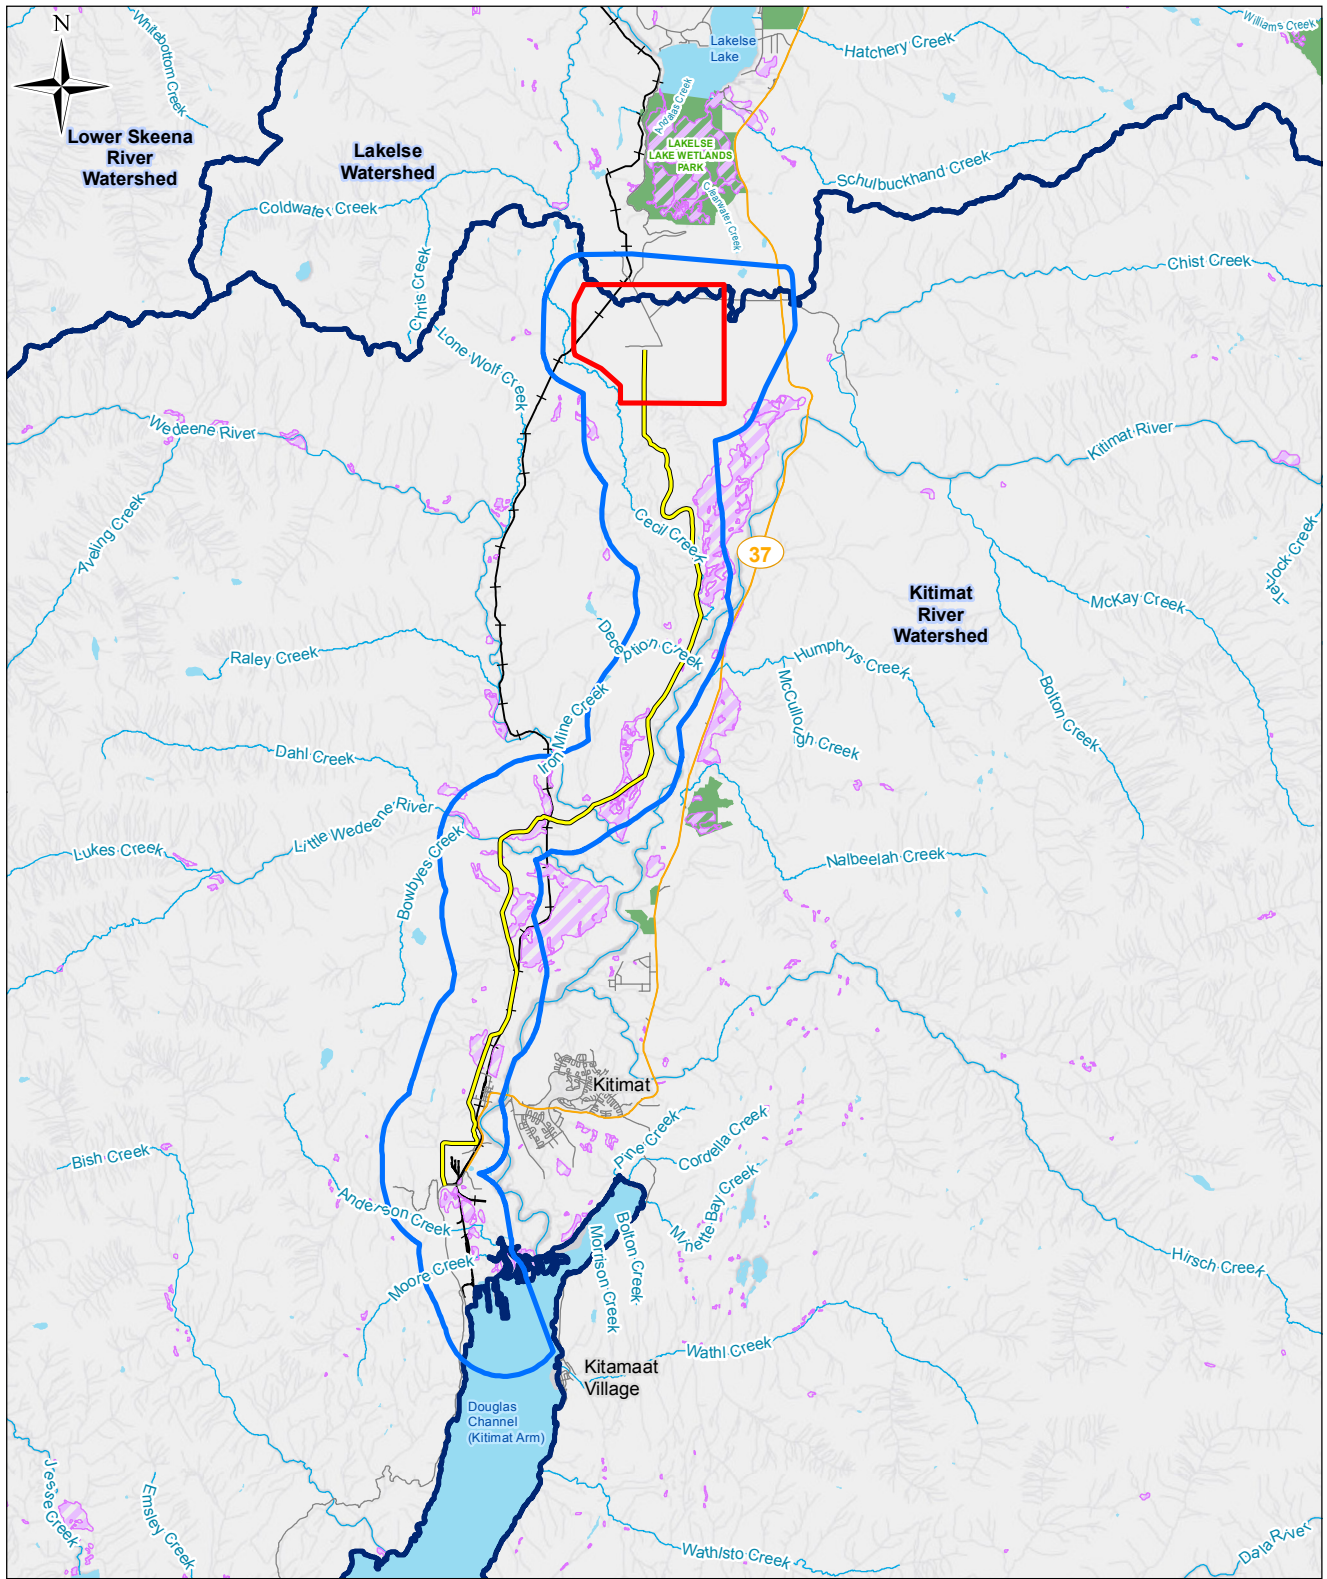 N
Whitebottom Creek
Lakelse
Lake
Hatchery Creek
Williams Creek
Lower Skeena
River
Watershed
Lakelse
Watershed
Andalas Creek
LAKELSE
LAKE WETLANDS
PARK
Clearwater Creek
Schulbuckhand Creek
Coldwater Creek
Chris Creek
Chist Creek
Lone Wolf Creek
Wedeene River
Kitimat River
Aveling Creek
Cecil Creek
37
Kitimat
River
Watershed
Tetlock Creek
McKay Creek
Raley Creek
Deception Creek
Humphrys Creek
McCullough Creek
Bolton Creek
Iron Mine Creek
Dahl Creek
Little Wedeene River
Lukes Creek
Bowbyes Creek
Nalbeelah Creek
Kitimat
Pine Creek
Cordella Creek
Bish Creek
Anderson Creek
Minette Bay Creek
Bolton Creek
Morrison Creek
Moore Creek
Hirsch Creek
Wathl Creek
Kitamaat
Village
Douglas
Channel
(Kitimat Arm)
Jesse Creek
Emsley Creek
Wathlsto Creek
Dala River